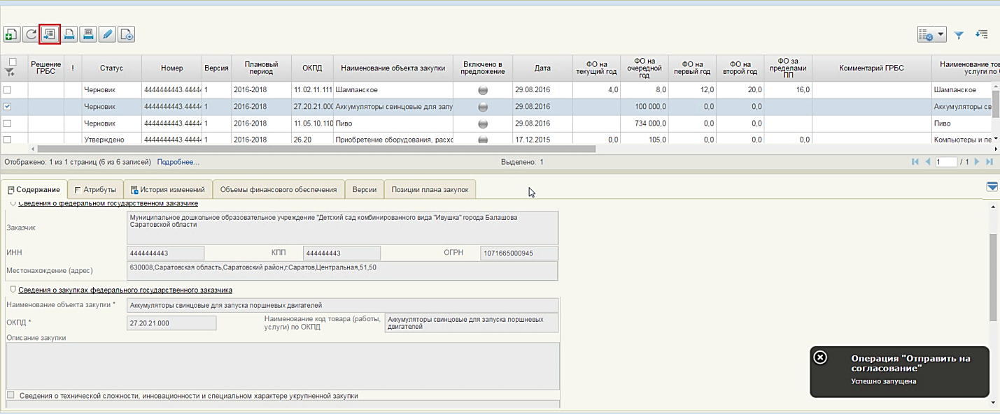 Решение ГРБС ! Статус Номер Версия Плановый период ОКПД Наименование объекта закупки Включено в предложение Дата ФО на текущий год ФО на очередной год ФО на первый год ФО на второй год ФО за пределами ПП Комментарий ГРБС Наименование тов услуги по
Черновик 4444444443.4444 1 2016-2018 11.02.11.111 Шампанское 29.08.2016 4,0 8,0 12,0 20,0 16,0 Шампанское
Черновик 4444444443.4444 1 2016-2018 27.20.21.000 Аккумуляторы свинцовые для запу 29.08.2016 100 000,0 0,0 0,0 Аккумуляторы св
Черновик 4444444443.4444 1 2016-2018 11.05.10.110 Пиво 29.08.2016 734 000,0 0,0 0,0 Пиво
Утверждено 4444444443.4444 1 2016-2018 26.20 Приобретение оборудования, расхо 17.12.2015 0,0 105,0 0,0 0,0 0,0 Компьютеры и пе
Отображено: 1 из 1 страниц (6 из 6 записей) Подробнее... Выделено: 1 1 / 1
Содержание Атрибуты История изменений Объемы финансового обеспечения Версии Позиции плана закупок
Сведения о федеральном государственном заказчике
Заказчик Муниципальное дошкольное образовательное учреждение "Детский сад комбинированного вида "Ивушка" города Балашова
Саратовской области
ИНН 4444444443 КПП 444444443 ОГРН 1071665000945
Местонахождение (адрес) 630008,Саратовская область,Саратовский район,г.Саратов,Центральная,51,50
Сведения о закупках федерального государственного заказчика
Наименование объекта закупки * Аккумуляторы свинцовые для запуска поршневых двигателей
ОКПД * 27.20.21.000 Наименование код товара (работы, услуги) по ОКПД Аккумуляторы свинцовые для запуска поршневых двигателей
Описание закупки
Сведения о технической сложности, инновационности и специальном характере укрупненной закупки
Операция "Отправить на
согласование"
Успешно запущена